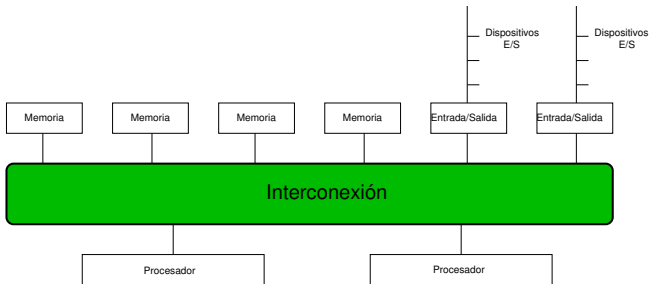 Dispositivos
E/S
Dispositivos
E/S
Memoria
Memoria
Memoria
Memoria
Entrada/Salida
Entrada/Salida
Interconexión
Procesador
Procesador